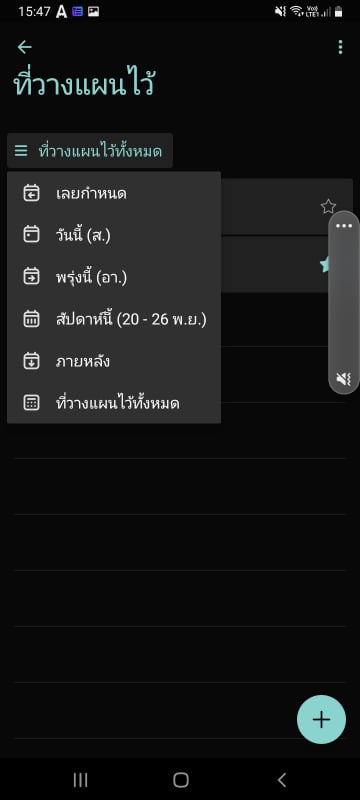 15:47
ที่วางแผนไว้
ที่วางแผนไว้ทั้งหมด
เลยกำหนด
วันนี้ (ส.)
พรุ่งนี้ (อา.)
สัปดาห์นี้ (20 - 26 พ.ย.)
ภายหลัง
ที่วางแผนไว้ทั้งหมด